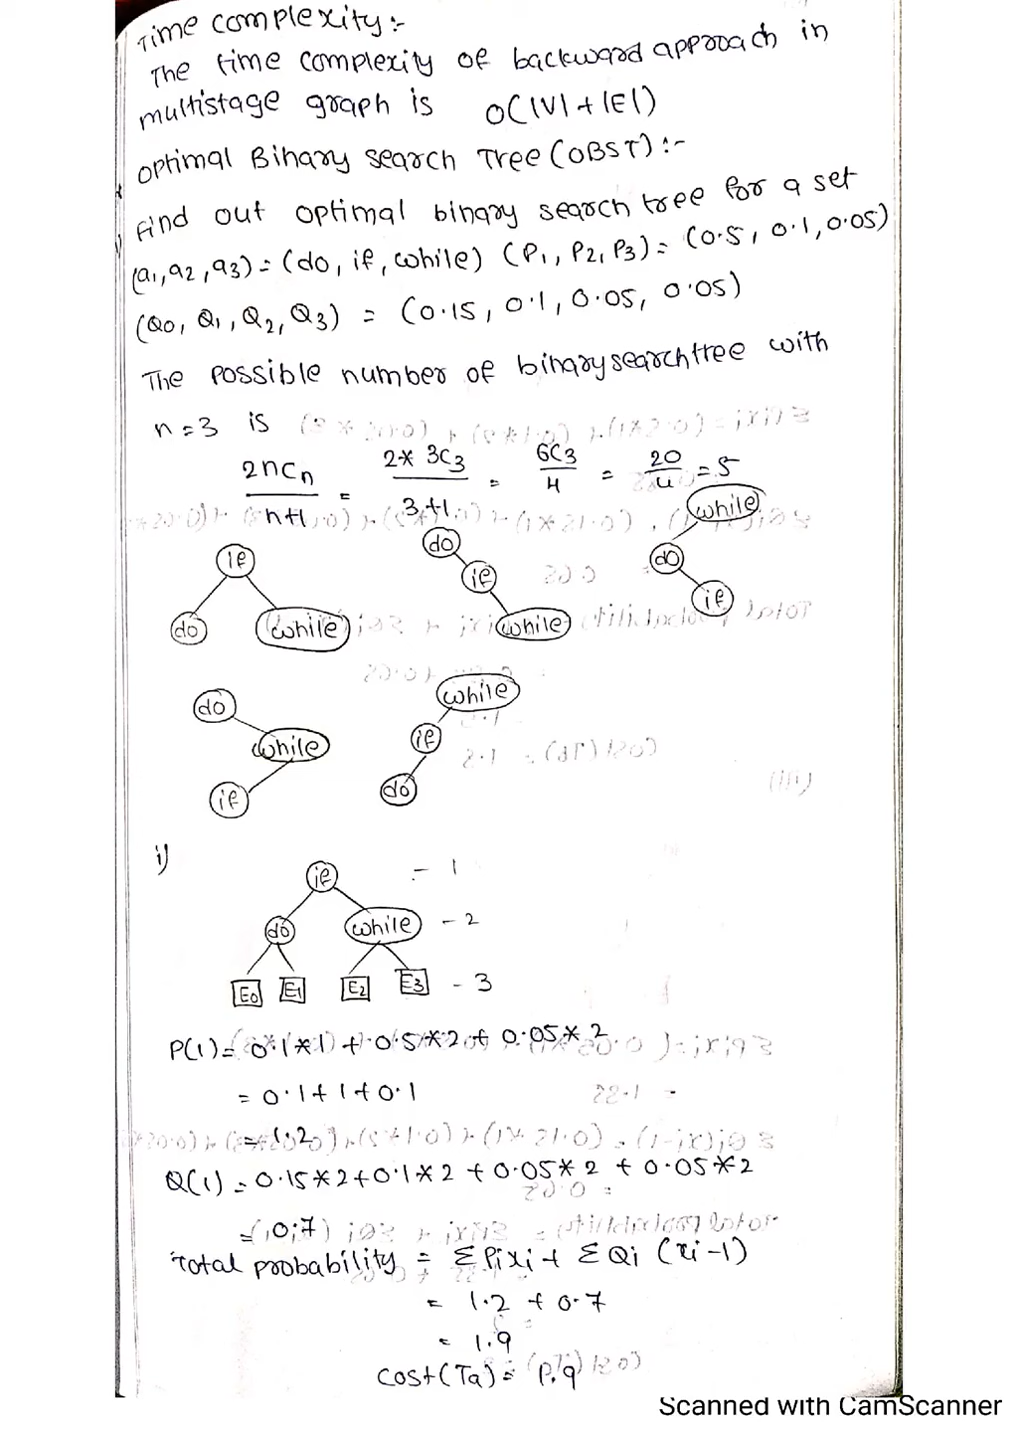 Time complexity :-
The time complexity of backward approach in
multistage graph is O(|V|+|E|)
Optimal Binary search Tree (OBST) :-
Find out optimal binary search tree for a set
(a1, a2, a3) = (do, if, while) (P1, P2, P3) = (0.5, 0.1, 0.05)
(Q0, Q1, Q2, Q3) = (0.15, 0.1, 0.05, 0.05)
The possible number of binarysearchtree with
n=3 is
2nCn / n+1 = 2* 3C3 / 3+1 = 6C3 / 4 = 20 / 4 = 5
if do while
do while if do
while if
do while
while if
if do
i)
if - 1
do while - 2
E0 E1 E2 E3 - 3
P(1) = 0.1*1 + 0.5*2 + 0.05*2
= 0.1+1+0.1
= 1.2
Q(1) = 0.15*2+0.1*2 + 0.05*2 + 0.05*2
= 0.7
Total probability = ΣPixi + ΣQi (xi-1)
= 1.2 + 0.7
= 1.9
cost(Ta) = 1.9
Scanned with CamScanner